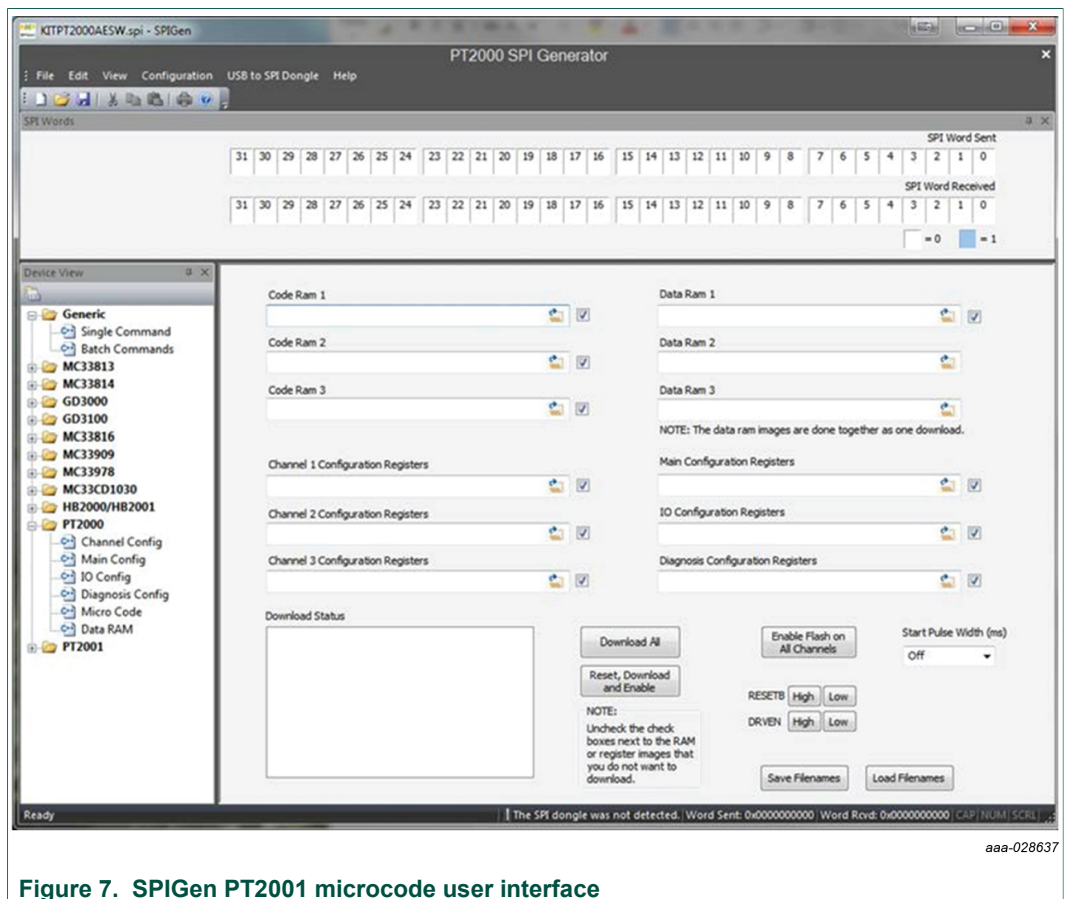 KITPT2000AESW.spi - SPIGen
PT2000 SPI Generator
File Edit View Configuration USB to SPI Dongle Help
SPI Words
SPI Word Sent
31 30 29 28 27 26 25 24 23 22 21 20 19 18 17 16 15 14 13 12 11 10 9 8 7 6 5 4 3 2 1 0
SPI Word Received
31 30 29 28 27 26 25 24 23 22 21 20 19 18 17 16 15 14 13 12 11 10 9 8 7 6 5 4 3 2 1 0
= 0 = 1
Device View
Generic
Single Command
Batch Commands
MC33813
MC33814
GD3000
GD3100
MC33816
MC33909
MC33978
MC33CD1030
HB2000/HB2001
PT2000
Channel Config
Main Config
IO Config
Diagnosis Config
Micro Code
Data RAM
PT2001
Code Ram 1
Data Ram 1
Code Ram 2
Data Ram 2
Code Ram 3
Data Ram 3
NOTE: The data ram images are done together as one download.
Channel 1 Configuration Registers
Main Configuration Registers
Channel 2 Configuration Registers
IO Configuration Registers
Channel 3 Configuration Registers
Diagnosis Configuration Registers
Download Status
Download All
Reset, Download
and Enable
NOTE:
Uncheck the check
boxes next to the RAM
or register images that
you do not want to
download.
Enable Flash on
All Channels
Start Pulse Width (ms)
Off
RESETB High Low
DRVEN High Low
Save Filenames Load Filenames
Ready
The SPI dongle was not detected. Word Sent: 0x0000000000 Word Rcvd: 0x0000000000 CAP NUM SCRL
aaa-028637
Figure 7. SPIGen PT2001 microcode user interface